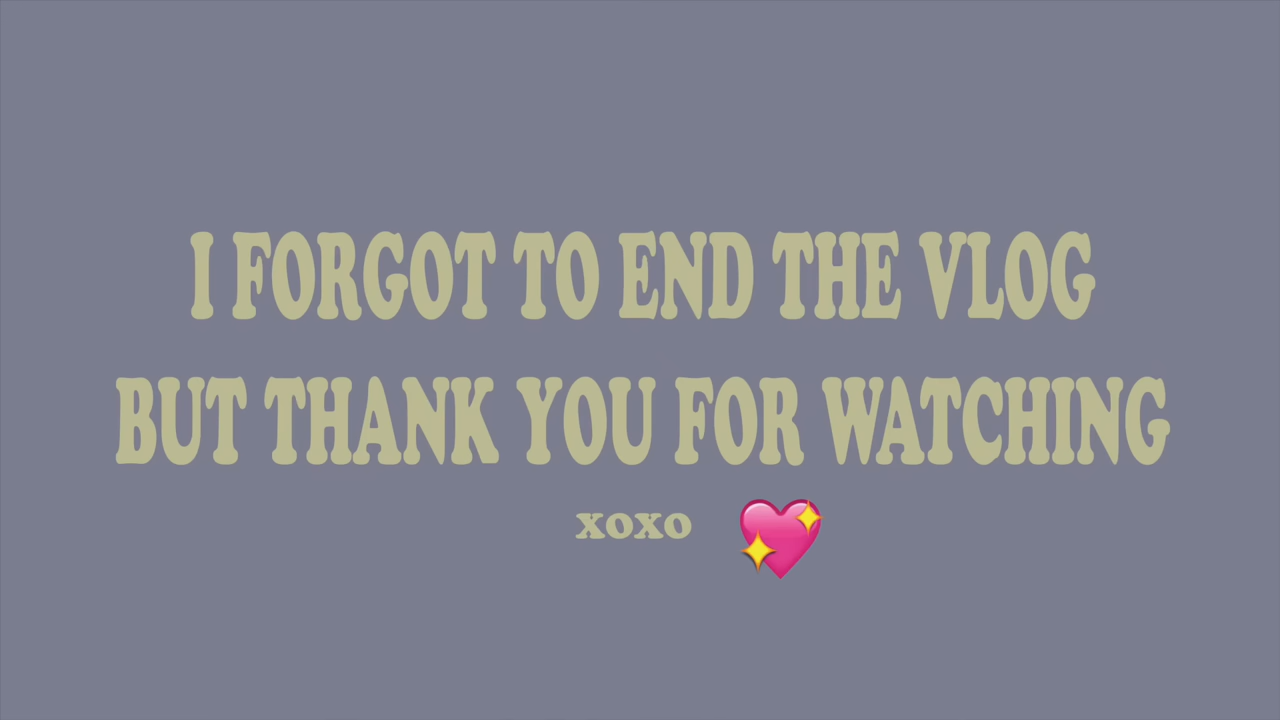 I FORGOT TO END THE VLOG
BUT THANK YOU FOR WATCHING
xoxo 💖